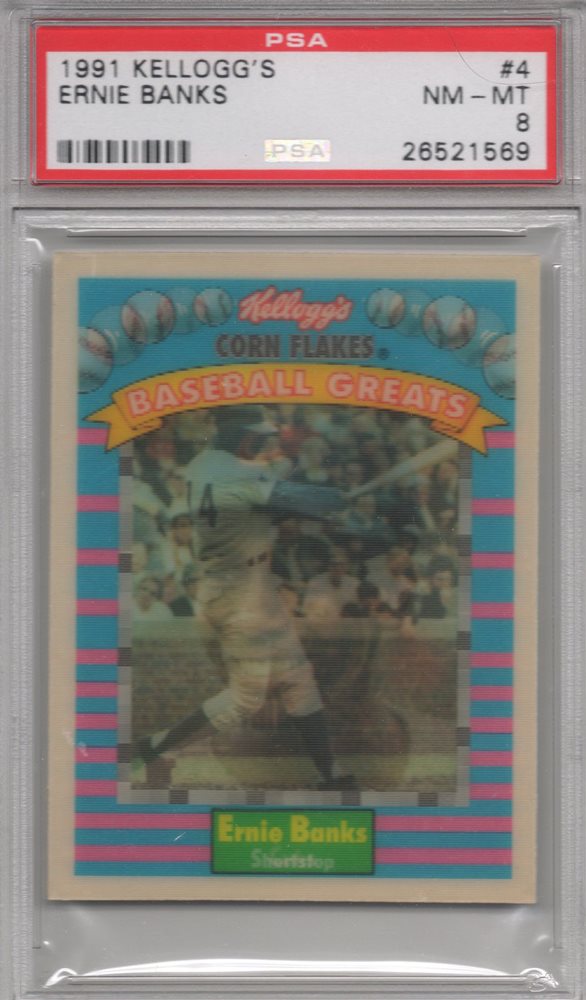 PSA
1991 KELLOGG'S #4
ERNIE BANKS NM - MT
8
PSA 26521569
Kellogg's
CORN FLAKES®
BASEBALL GREATS
14
Ernie Banks
Shortstop